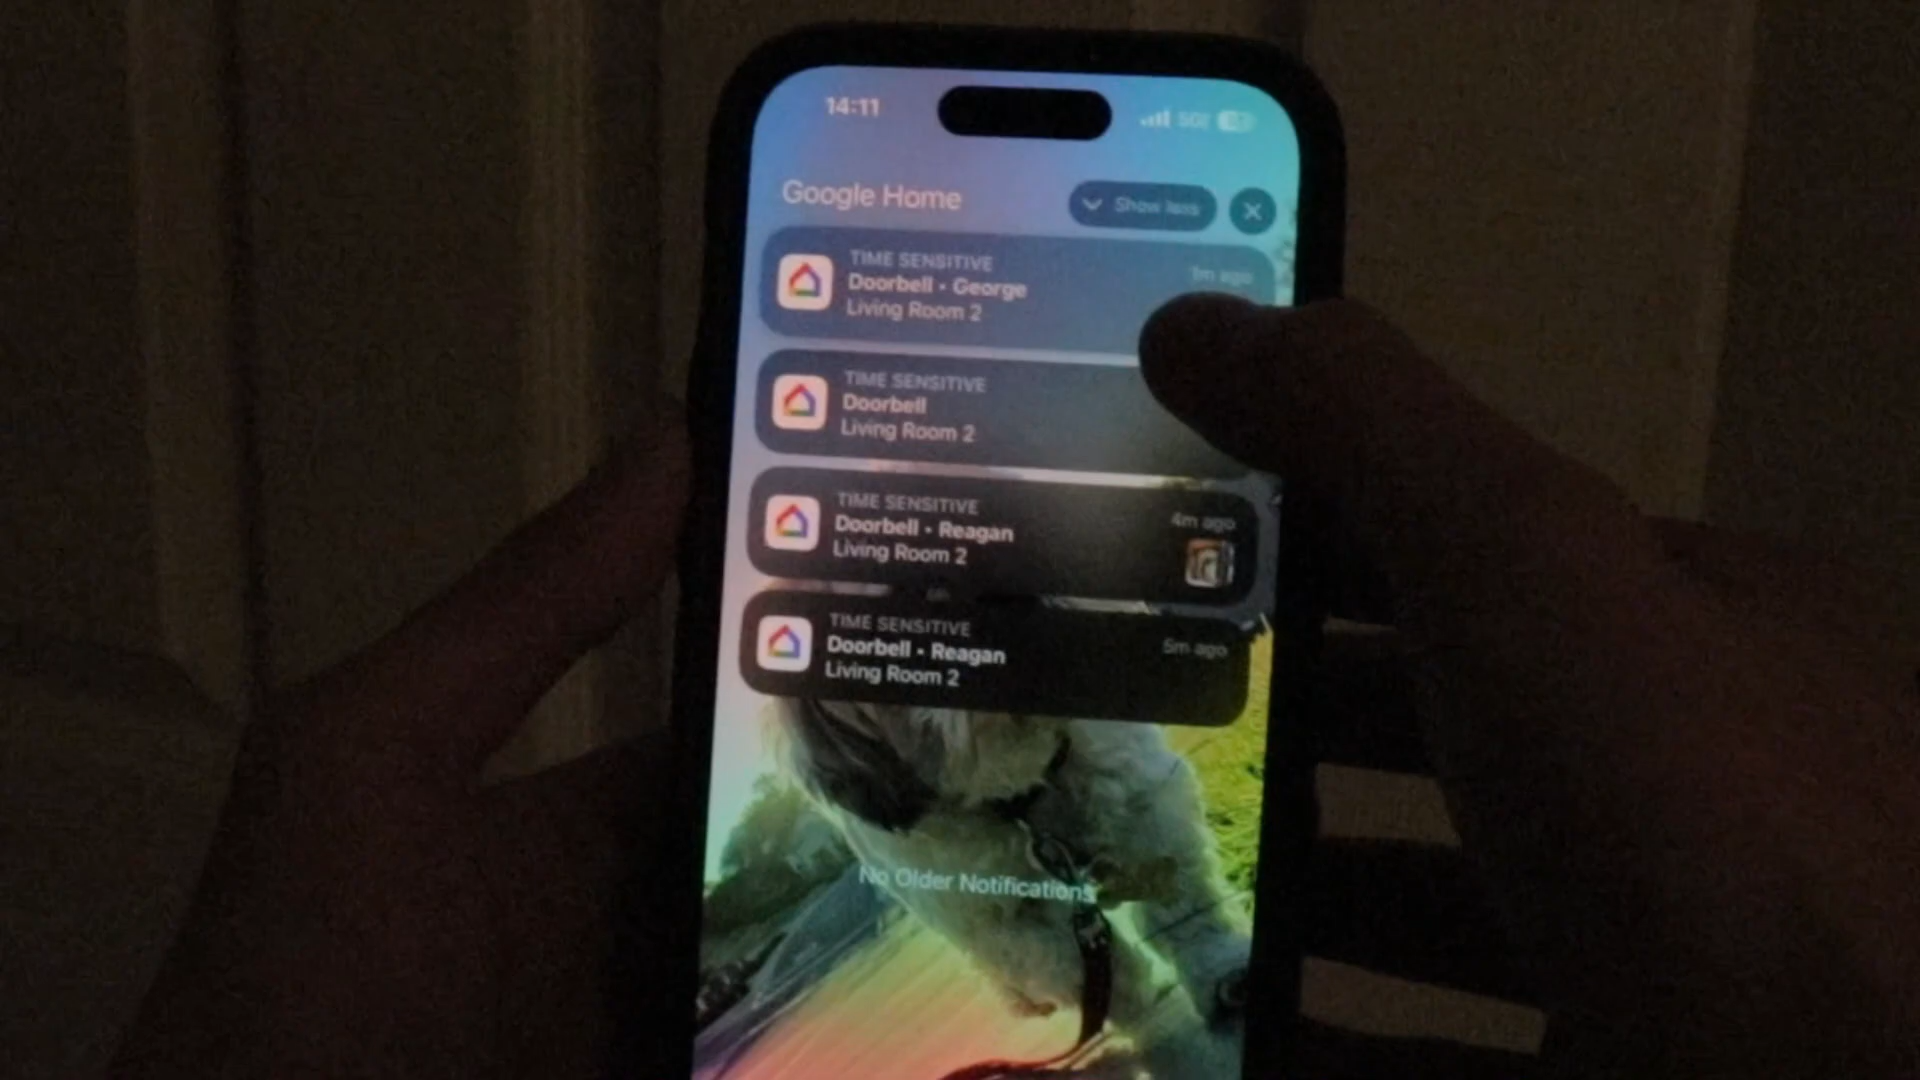 14:11
Google Home
Show less
TIME SENSITIVE
1m ago
Doorbell • George
Living Room 2
TIME SENSITIVE
Doorbell
Living Room 2
TIME SENSITIVE
4m ago
Doorbell • Reagan
Living Room 2
TIME SENSITIVE
5m ago
Doorbell • Reagan
Living Room 2
No Older Notifications